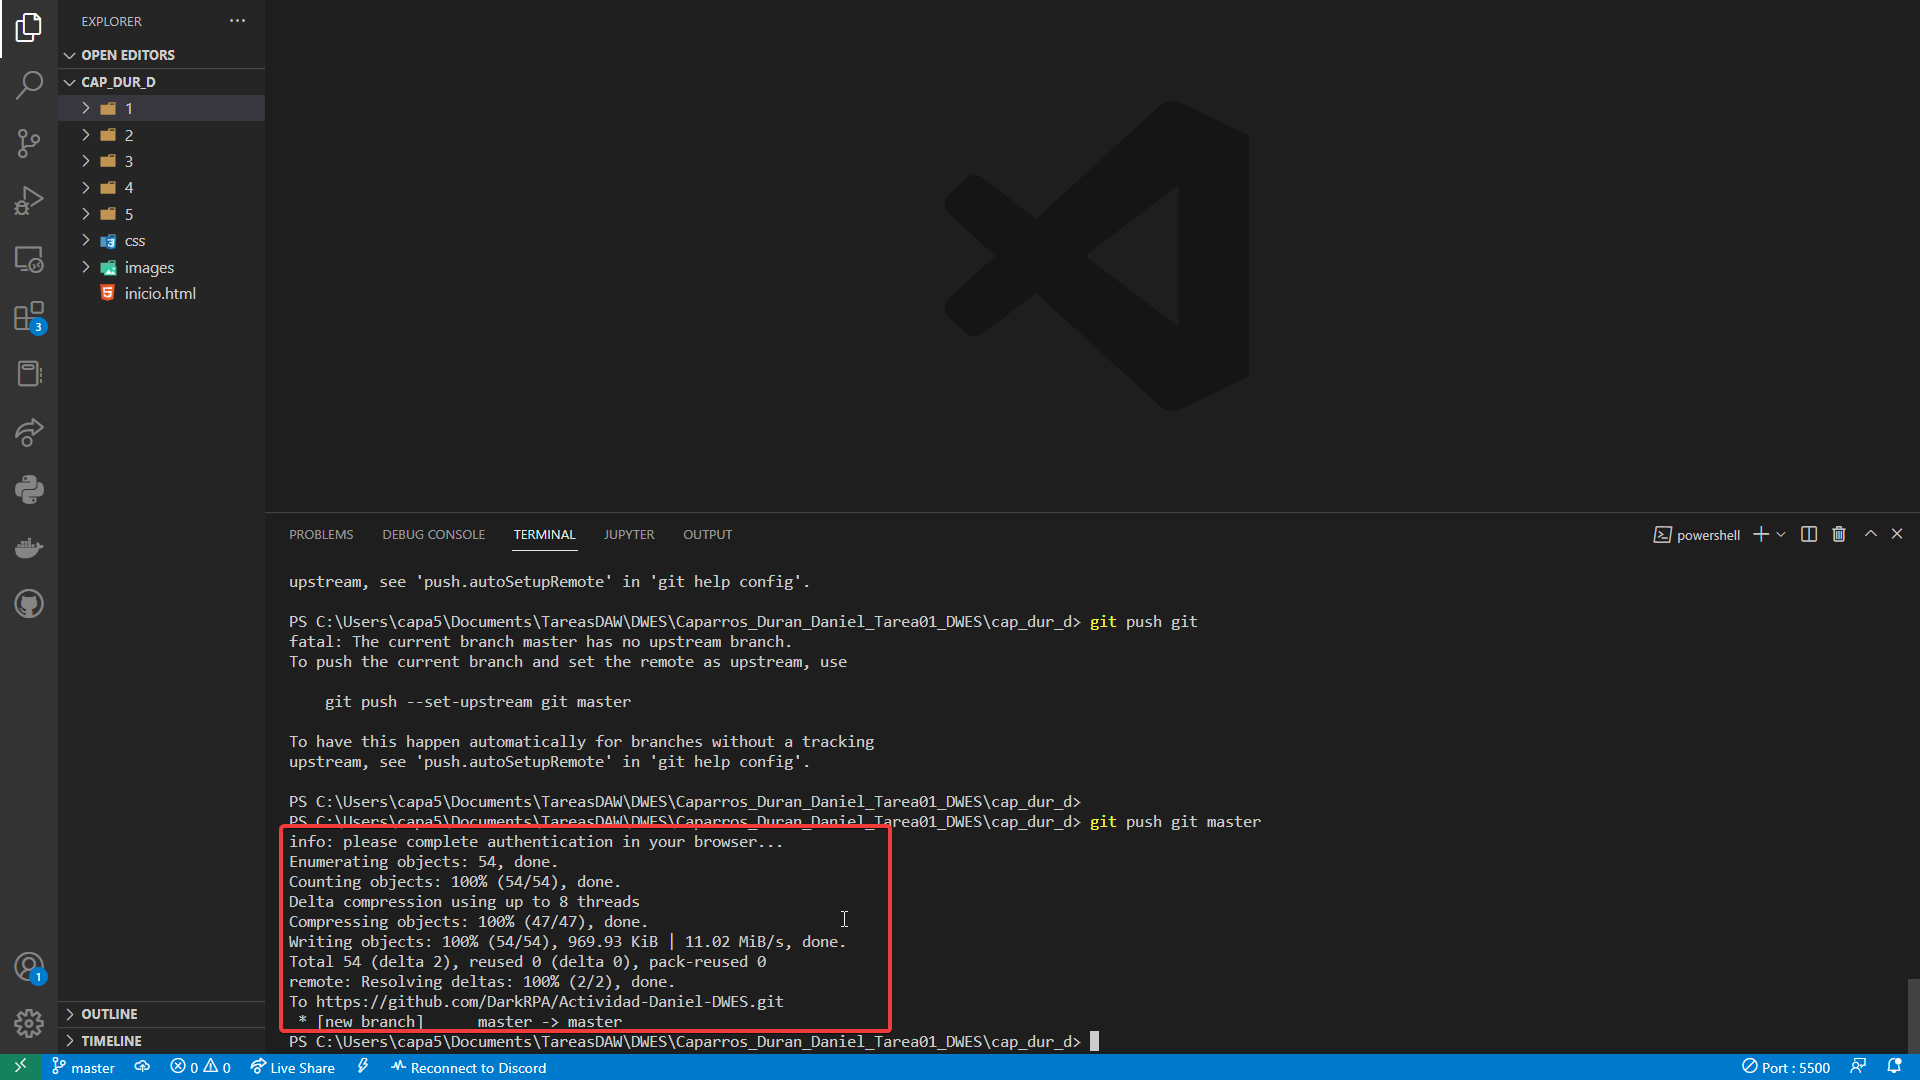 EXPLORER
OPEN EDITORS
CAP_DUR_D
1
2
3
4
5
css
images
inicio.html
3
1
OUTLINE
TIMELINE
PROBLEMS DEBUG CONSOLE TERMINAL JUPYTER OUTPUT
powershell
upstream, see 'push.autoSetupRemote' in 'git help config'.
PS C:\Users\capa5\Documents\TareasDAW\DWES\Caparros_Duran_Daniel_Tarea01_DWES\cap_dur_d> git push git
fatal: The current branch master has no upstream branch.
To push the current branch and set the remote as upstream, use
git push --set-upstream git master
To have this happen automatically for branches without a tracking
upstream, see 'push.autoSetupRemote' in 'git help config'.
PS C:\Users\capa5\Documents\TareasDAW\DWES\Caparros_Duran_Daniel_Tarea01_DWES\cap_dur_d>
PS C:\Users\capa5\Documents\TareasDAW\DWES\Caparros_Duran_Daniel_Tarea01_DWES\cap_dur_d> git push git master
info: please complete authentication in your browser...
Enumerating objects: 54, done.
Counting objects: 100% (54/54), done.
Delta compression using up to 8 threads
Compressing objects: 100% (47/47), done.
Writing objects: 100% (54/54), 969.93 KiB | 11.02 MiB/s, done.
Total 54 (delta 2), reused 0 (delta 0), pack-reused 0
remote: Resolving deltas: 100% (2/2), done.
To https://github.com/DarkRPA/Actividad-Daniel-DWES.git
* [new branch] master -> master
PS C:\Users\capa5\Documents\TareasDAW\DWES\Caparros_Duran_Daniel_Tarea01_DWES\cap_dur_d>
master 0 0 Live Share Reconnect to Discord Port : 5500